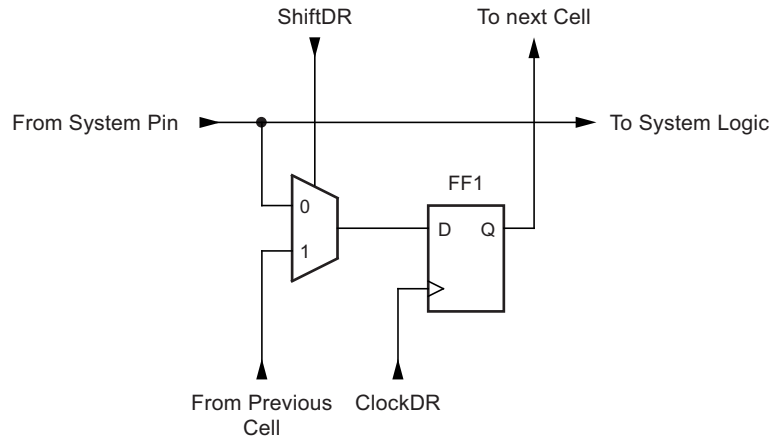 ShiftDR
To next Cell
From System Pin
To System Logic
FF1
0
D
Q
1
From Previous
Cell
ClockDR